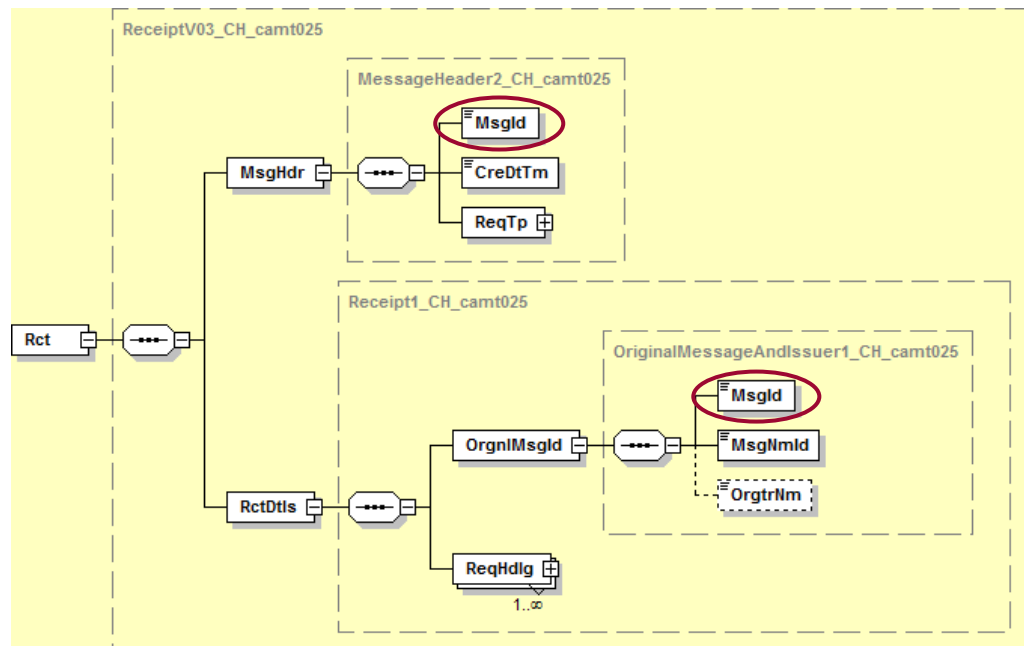 ReceiptV03_CH_camt025
MessageHeader2_CH_camt025
MsgId
MsgHdr
CreDtTm
ReqTp
Receipt1_CH_camt025
Rct
OriginalMessageAndIssuer1_CH_camt025
MsgId
OrgnlMsgId
MsgNmId
OrgtrNm
RctDtls
ReqHdlg
1..∞